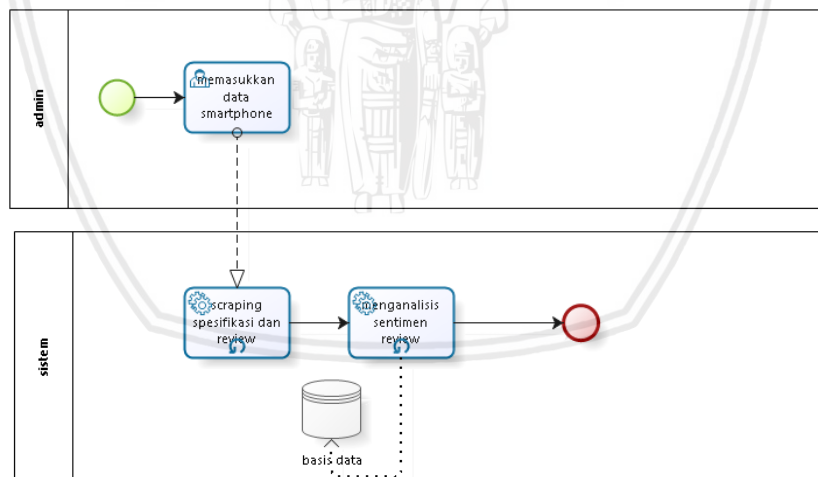 admin
memasukkan
data
smartphone
sistem
scraping
spesifikasi dan
review
menganalisis
sentimen
review
basis data